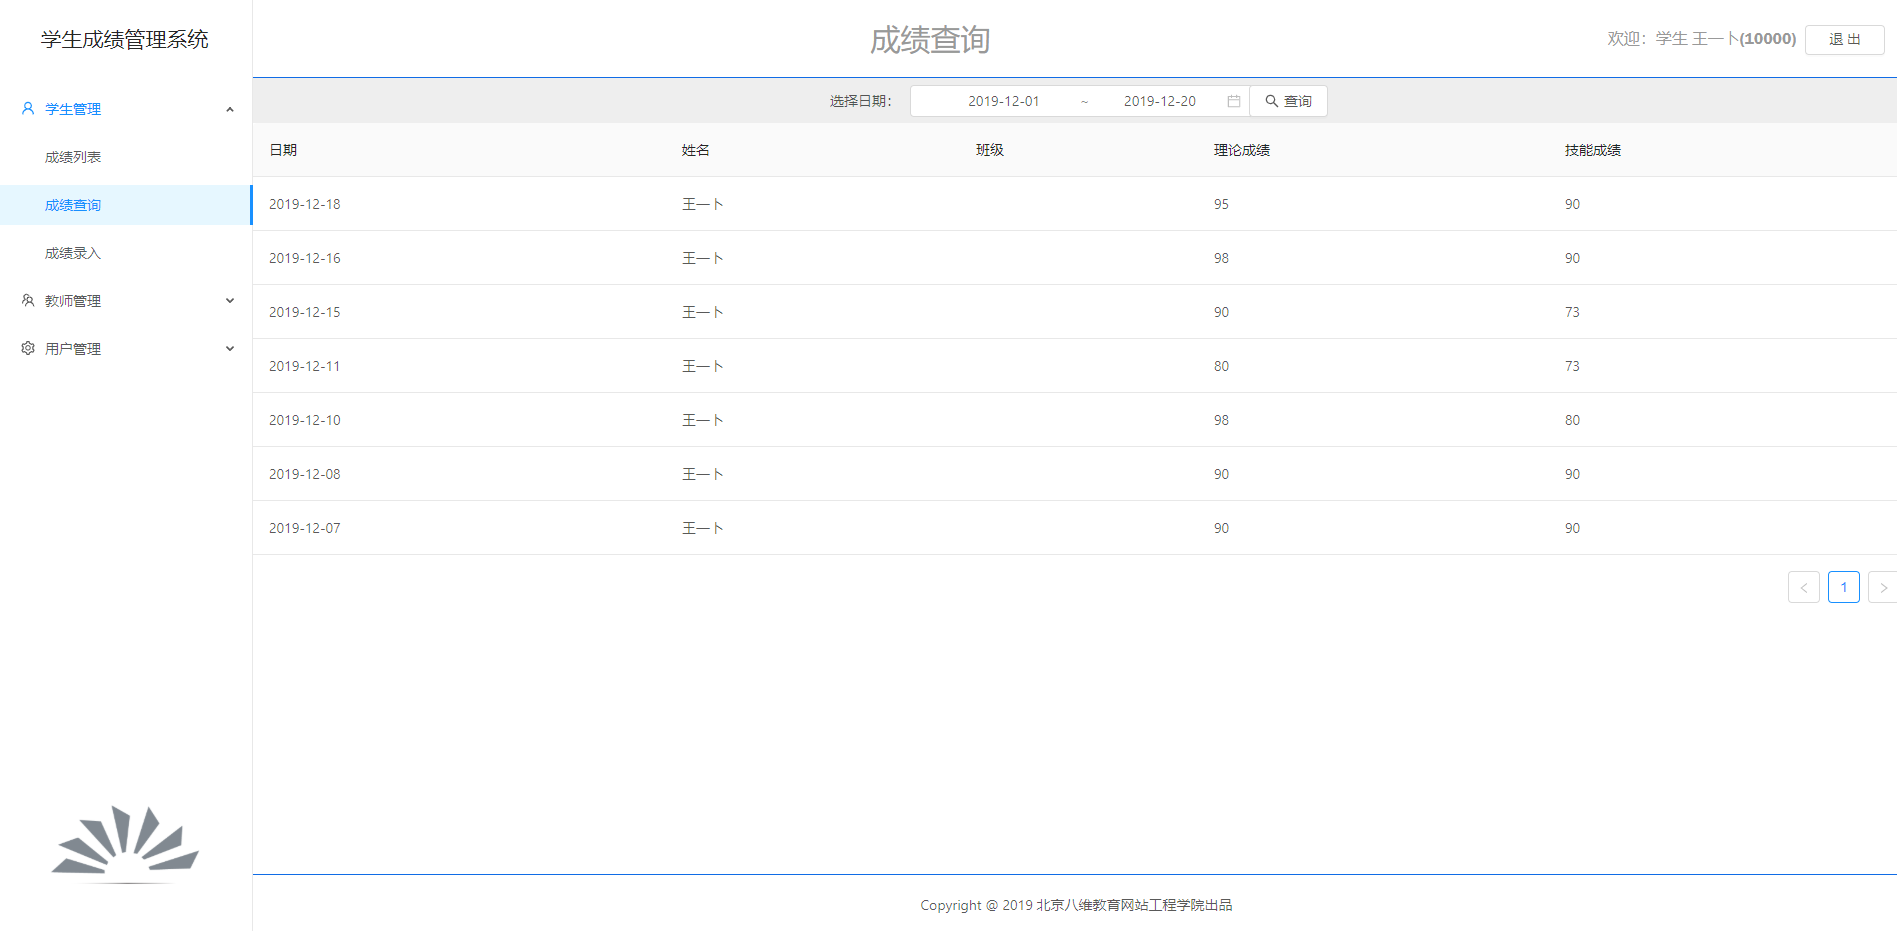 学生成绩管理系统
成绩查询
欢迎：学生 王一卜(10000)
退 出
学生管理
成绩列表
成绩查询
成绩录入
教师管理
用户管理
选择日期：
2019-12-01 ~ 2019-12-20
查询
日期 姓名 班级 理论成绩 技能成绩
2019-12-18 王一卜 95 90
2019-12-16 王一卜 98 90
2019-12-15 王一卜 90 73
2019-12-11 王一卜 80 73
2019-12-10 王一卜 98 80
2019-12-08 王一卜 90 90
2019-12-07 王一卜 90 90
< 1 >
Copyright @ 2019 北京八维教育网站工程学院出品